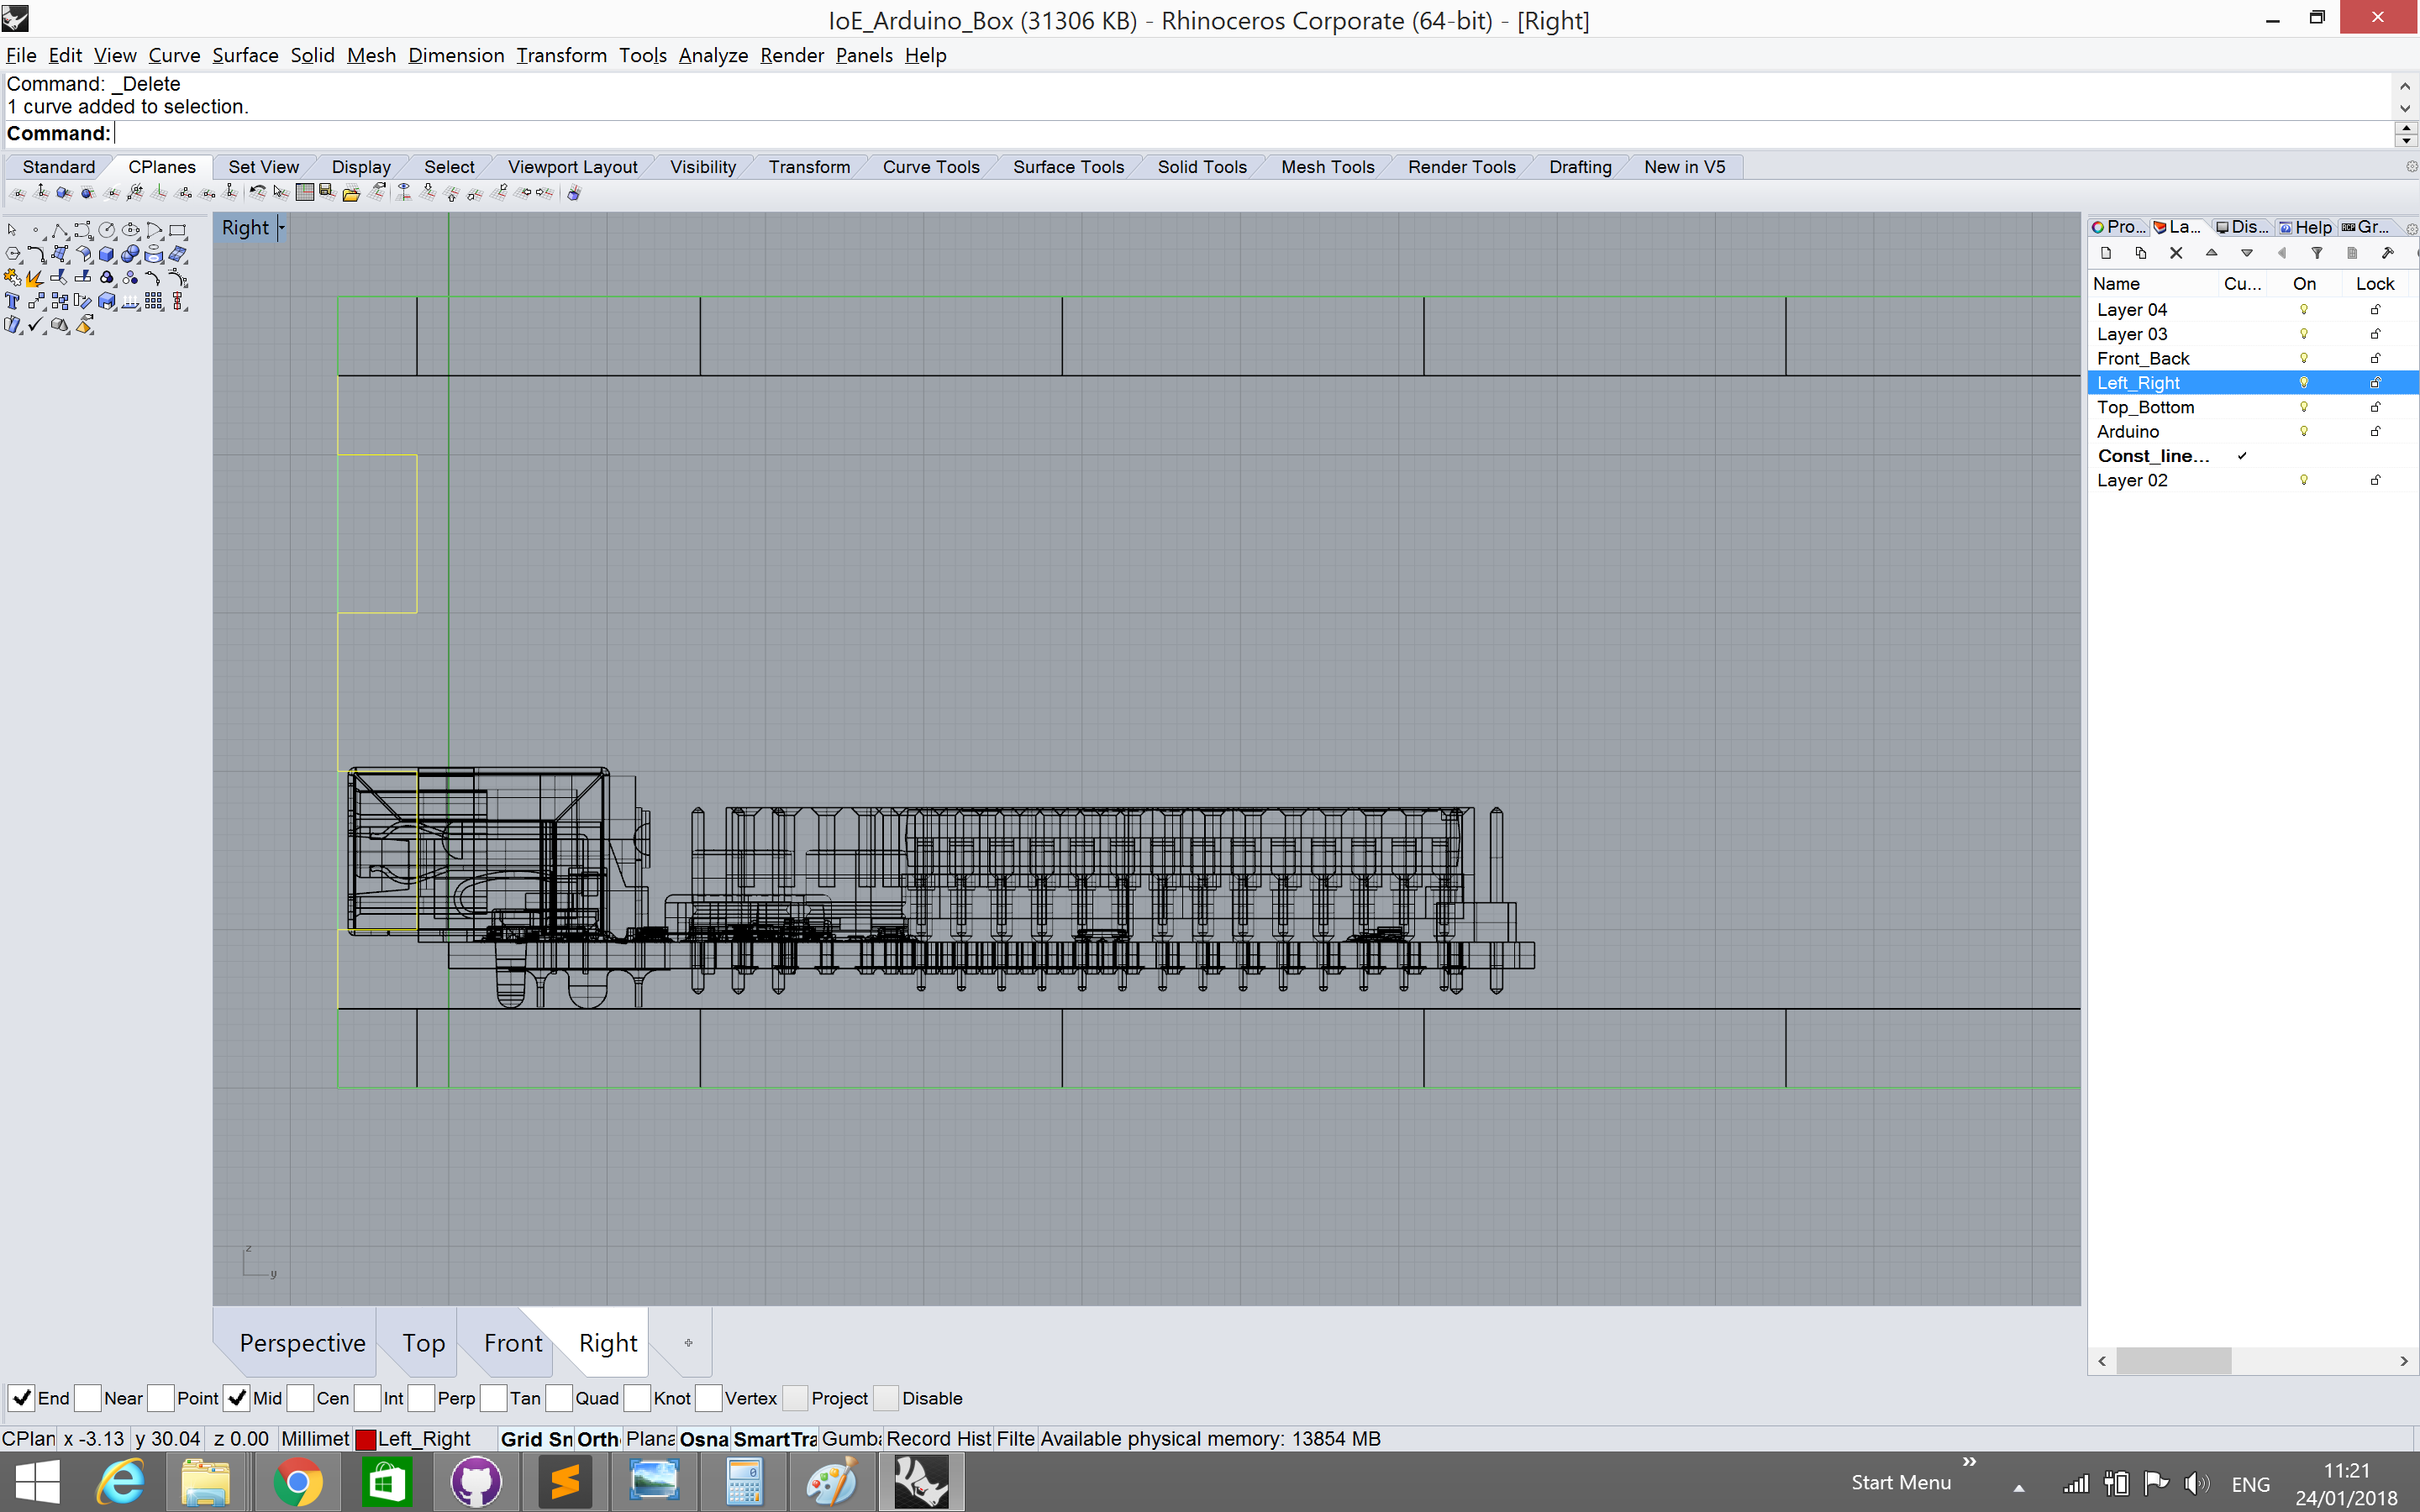 IoE_Arduino_Box (31306 KB) - Rhinoceros Corporate (64-bit) - [Right]
File Edit View Curve Surface Solid Mesh Dimension Transform Tools Analyze Render Panels Help
Command: _Delete
1 curve added to selection.
Command:
Standard CPlanes Set View Display Select Viewport Layout Visibility Transform Curve Tools Surface Tools Solid Tools Mesh Tools Render Tools Drafting New in V5
Right
Pro... La... Dis... Help Gr...
Name Cu... On Lock
Layer 04
Layer 03
Front_Back
Left_Right
Top_Bottom
Arduino
Const_line...
Layer 02
z
y
Perspective Top Front Right
End Near Point Mid Cen Int Perp Tan Quad Knot Vertex Project Disable
CPlan x -3.13 y 30.04 z 0.00 Millimet Left_Right Grid Sn Orth Plana Osna SmartTra Gumba Record Hist Filte Available physical memory: 13854 MB
Start Menu ENG 11:21
24/01/2018